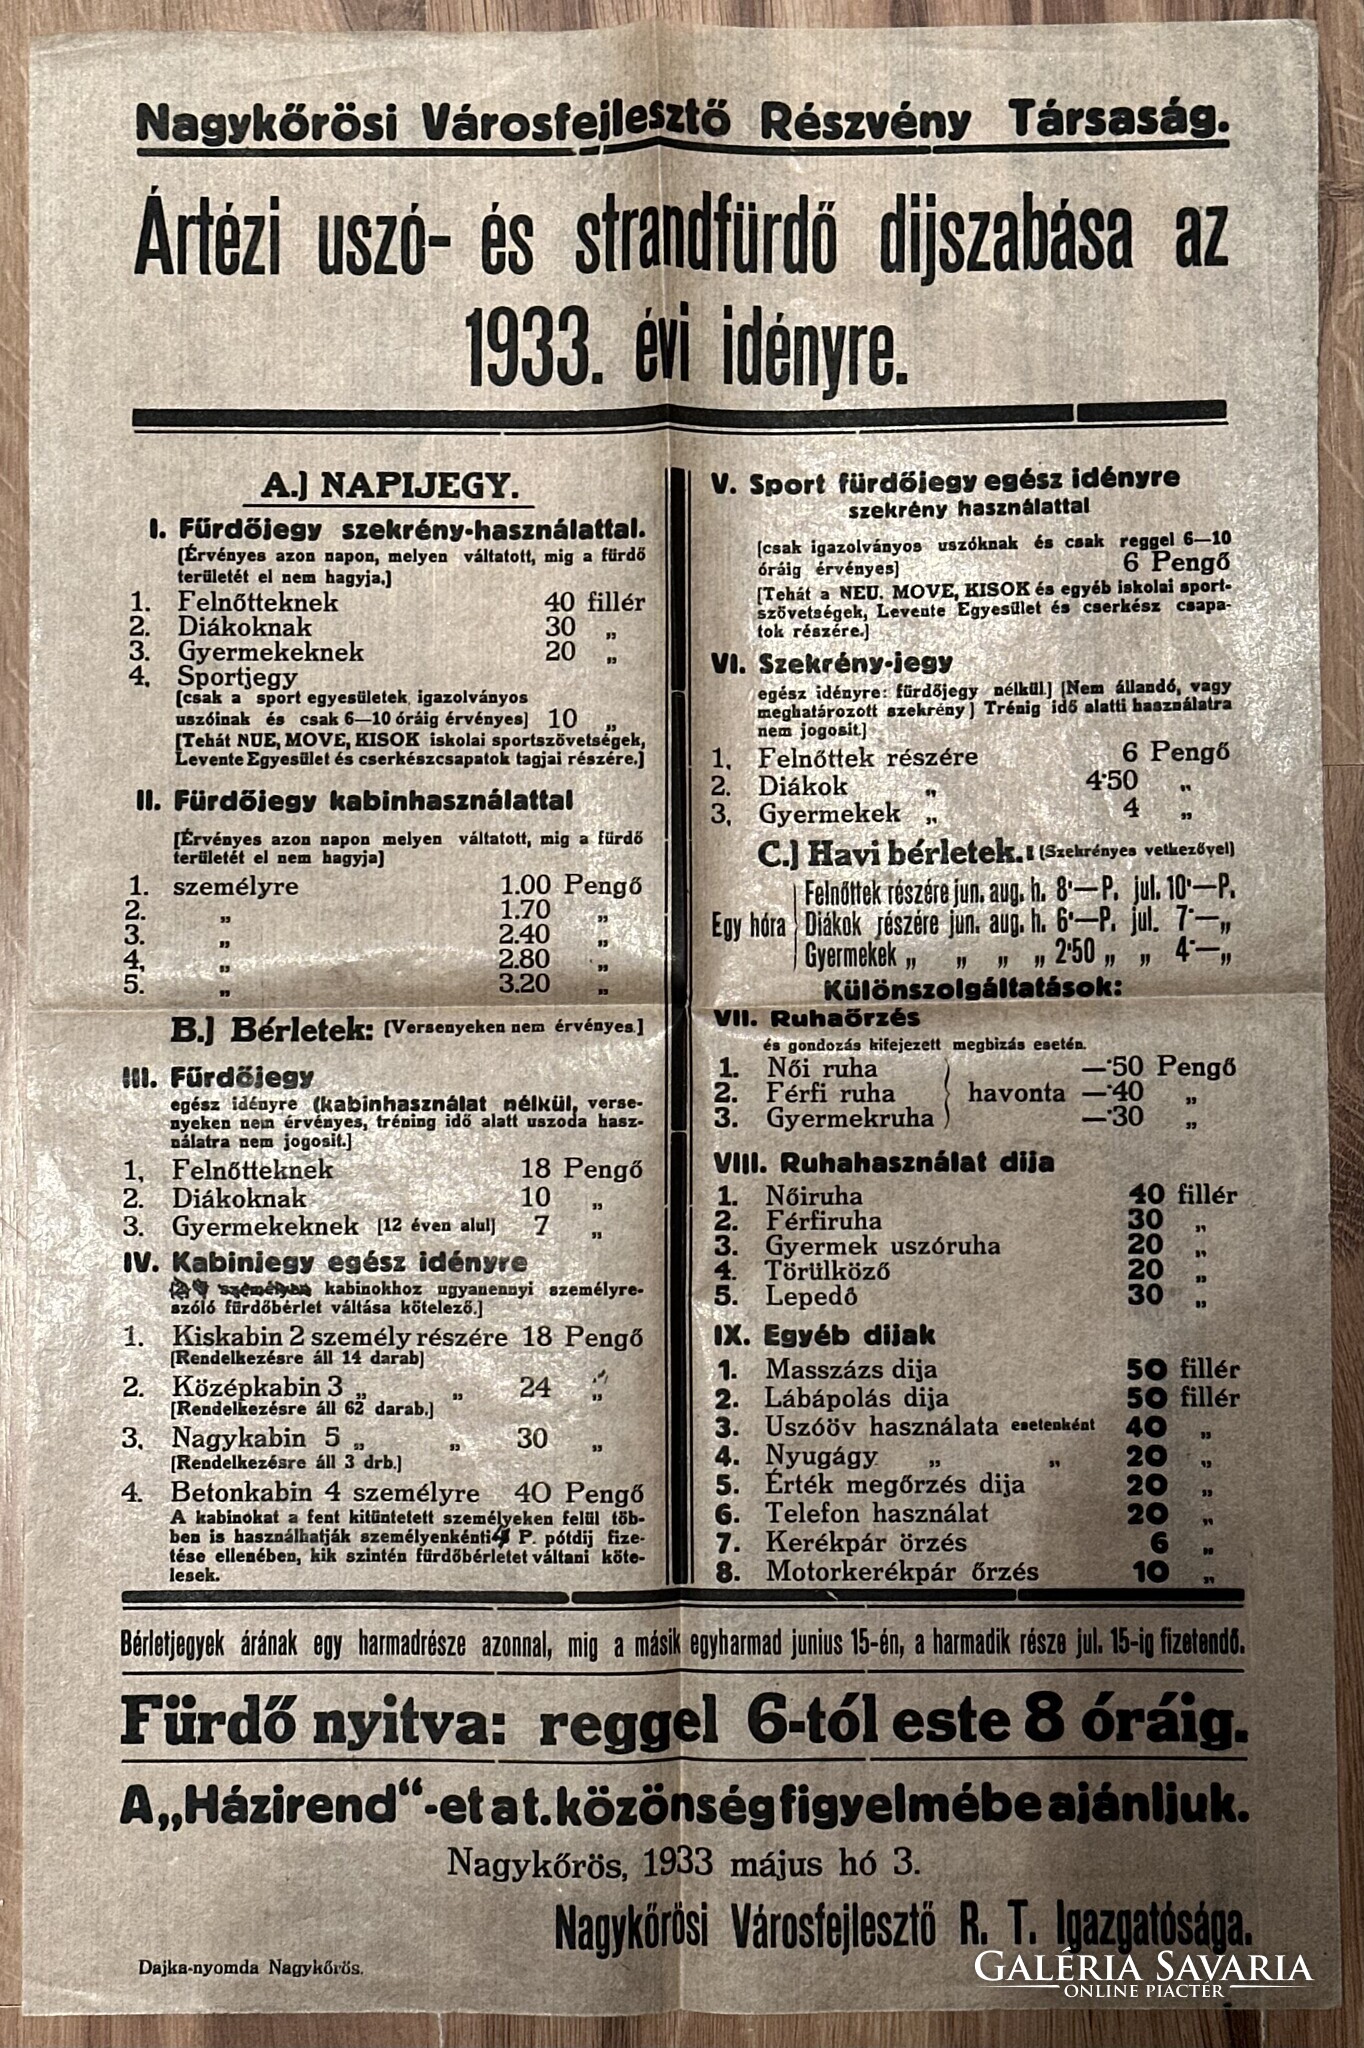 Nagykőrösi Városfejlesztő Részvény Társaság.
Ártézi uszó- és strandfürdő dijszabása az
1933. évi idényre.
A.) NAPIJEGY.
I. Fürdőjegy szekrény-használattal.
[Érvényes azon napon, melyen váltatott, mig a fürdő
területét el nem hagyja.]
1. Felnőtteknek 40 fillér
2. Diákoknak 30 „
3. Gyermekeknek 20 „
4. Sportjegy
[csak a sport egyesületek igazolványos
uszóinak és csak 6—10 óráig érvényes] 10 „
[Tehát NUE, MOVE, KISOK iskolai sportszövetségek,
Levente Egyesület és cserkészcsapatok tagjai részére.]
II. Fürdőjegy kabinhasználattal
[Érvényes azon napon melyen váltatott, mig a fürdő
területét el nem hagyja]
1. személyre 1.00 Pengő
2. „ 1.70 „
3. „ 2.40 „
4. „ 2.80 „
5. „ 3.20 „
B.) Bérletek: [Versenyeken nem érvényes]
III. Fürdőjegy
egész idényre (kabinhasználat nélkül, verse-
nyeken nem érvényes, tréning idő alatt uszoda hasz-
nálatra nem jogosit.]
1, Felnőtteknek 18 Pengő
2. Diákoknak 10 „
3. Gyermekeknek [12 éven alul] 7 „
IV. Kabinjegy egész idényre
kabinokhoz ugyanennyi személyre-
szóló fürdőbérlet váltása kötelező.]
1. Kiskabin 2 személy részére 18 Pengő
[Rendelkezésre áll 14 darab]
2. Középkabin 3 „ „ 24 „
[Rendelkezésre áll 62 darab.]
3. Nagykabin 5 „ „ 30 „
[Rendelkezésre áll 3 drb.]
4. Betonkabin 4 személyre 40 Pengő
A kabinokat a fent kitüntetett személyeken felül töb-
ben is használhatják személyenkénti 4 P. pótdij fize-
tése ellenében, kik szintén fürdőbérletet váltani köte-
lesek.
V. Sport fürdőjegy egész idényre
szekrény használattal
[csak igazolványos uszóknak és csak reggel 6—10
óráig érvényes] 6 Pengő
[Tehát a NEU. MOVE, KISOK és egyéb iskolai sport-
szövetségek, Levente Egyesület és cserkész csapa-
tok részére.]
VI. Szekrény-jegy
egész idényre: fürdőjegy nélkül.] [Nem állandó, vagy
meghatározott szekrény) Trénig idő alatti használatra
nem jogosit.]
1, Felnőttek részére 6 Pengő
2. Diákok „ 4·50 „
3, Gyermekek „ 4 „
C.) Havi bérletek. (Szekrényes vetkezővel)
Felnőttek részére jun. aug. h. 8·—P. jul. 10·—P.
Egy hóra Diákok részére jun. aug. h. 6·—P. jul. 7·—„
Gyermekek „ „ „ „ 2·50 „ „ 4·—„
Különszolgáltatások:
VII. Ruhaőrzés
és gondozás kifejezett megbizás esetén.
1. Női ruha —·50 Pengő
2. Férfi ruha havonta —·40 „
3. Gyermekruha —·30 „
VIII. Ruhahasználat dija
1. Nőiruha 40 fillér
2. Férfiruha 30 „
3. Gyermek uszóruha 20 „
4. Törülköző 20 „
5. Lepedő 30 „
IX. Egyéb dijak
1. Masszázs dija 50 fillér
2. Lábápolás dija 50 fillér
3. Uszóöv használata esetenként 40 „
4. Nyugágy „ „ 20 „
5. Érték megőrzés dija 20 „
6. Telefon használat 20 „
7. Kerékpár örzés 6 „
8. Motorkerékpár őrzés 10 „
Bérletjegyek árának egy harmadrésze azonnal, mig a másik egyharmad junius 15-én, a harmadik része jul. 15-ig fizetendő.
Fürdő nyitva: reggel 6-tól este 8 óráig.
A „Házirend“-et a t. közönség figyelmébe ajánljuk.
Nagykőrös, 1933 május hó 3.
Nagykőrösi Városfejlesztő R. T. Igazgatósága.
Dajka-nyomda Nagykőrös.
GALÉRIA SAVARIA
ONLINE PIACTÉR